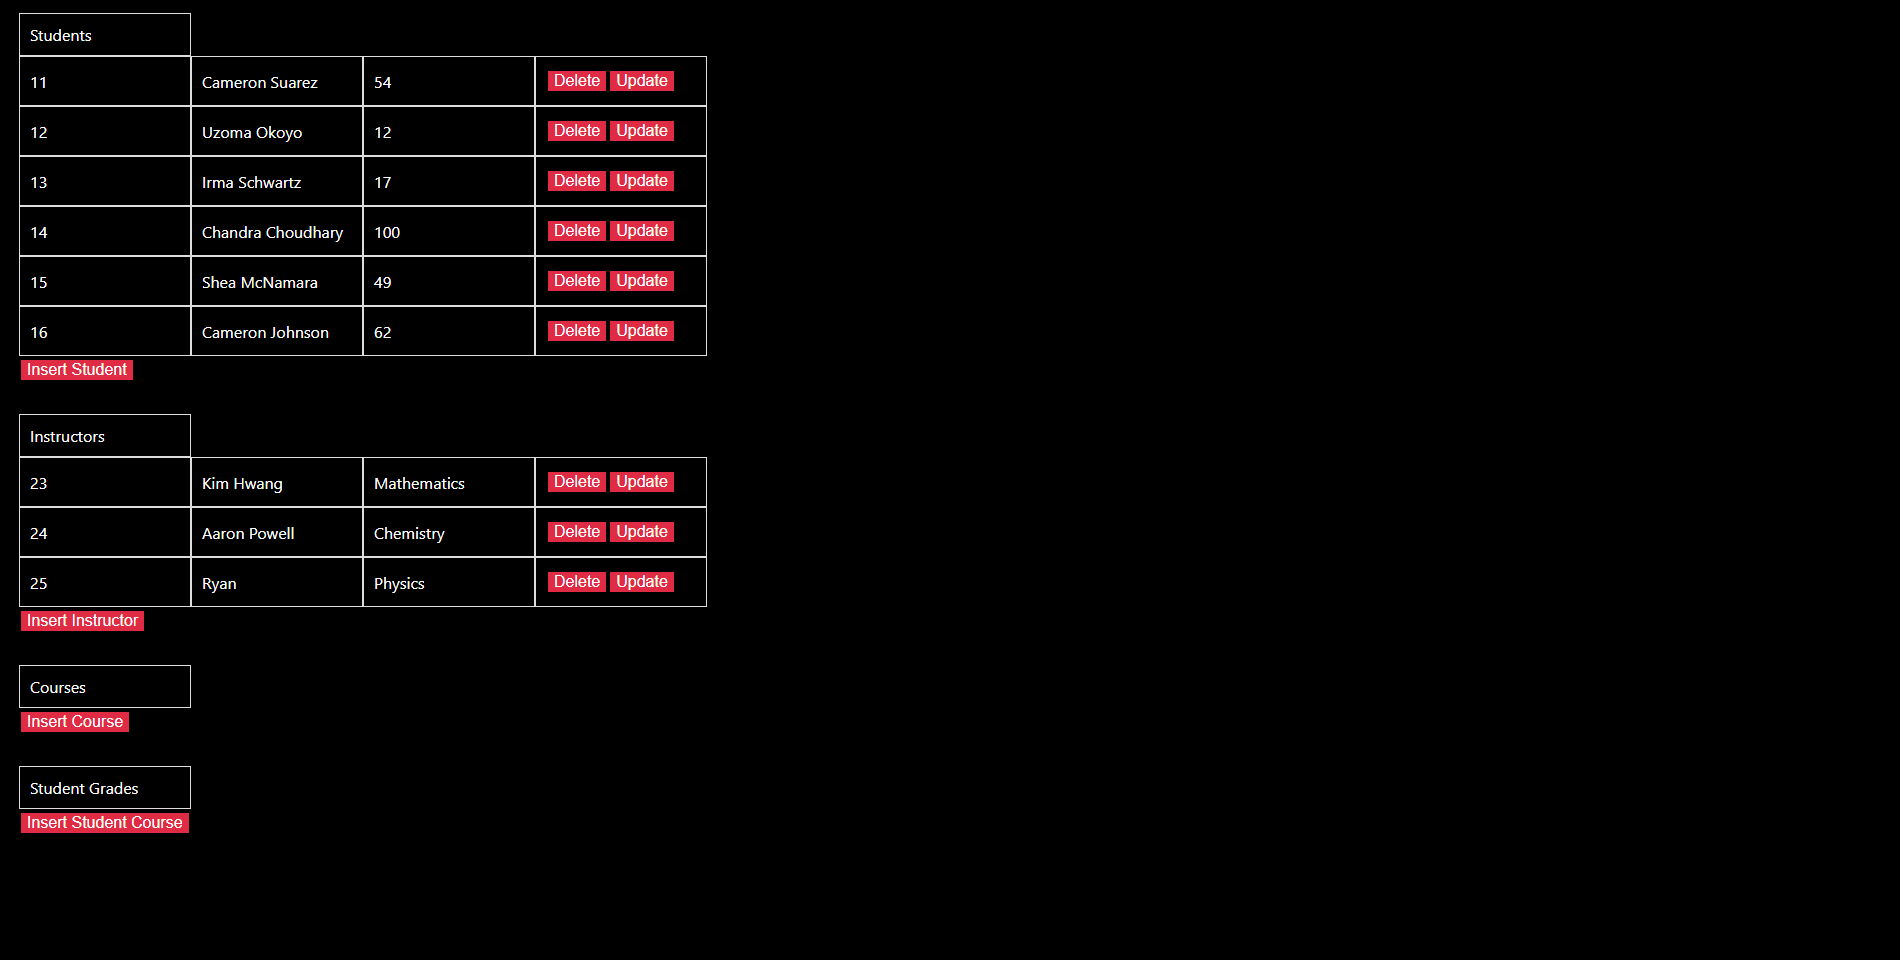 Students
11 Cameron Suarez 54 Delete Update
12 Uzoma Okoyo 12 Delete Update
13 Irma Schwartz 17 Delete Update
14 Chandra Choudhary 100 Delete Update
15 Shea McNamara 49 Delete Update
16 Cameron Johnson 62 Delete Update
Insert Student
Instructors
23 Kim Hwang Mathematics Delete Update
24 Aaron Powell Chemistry Delete Update
25 Ryan Physics Delete Update
Insert Instructor
Courses
Insert Course
Student Grades
Insert Student Course